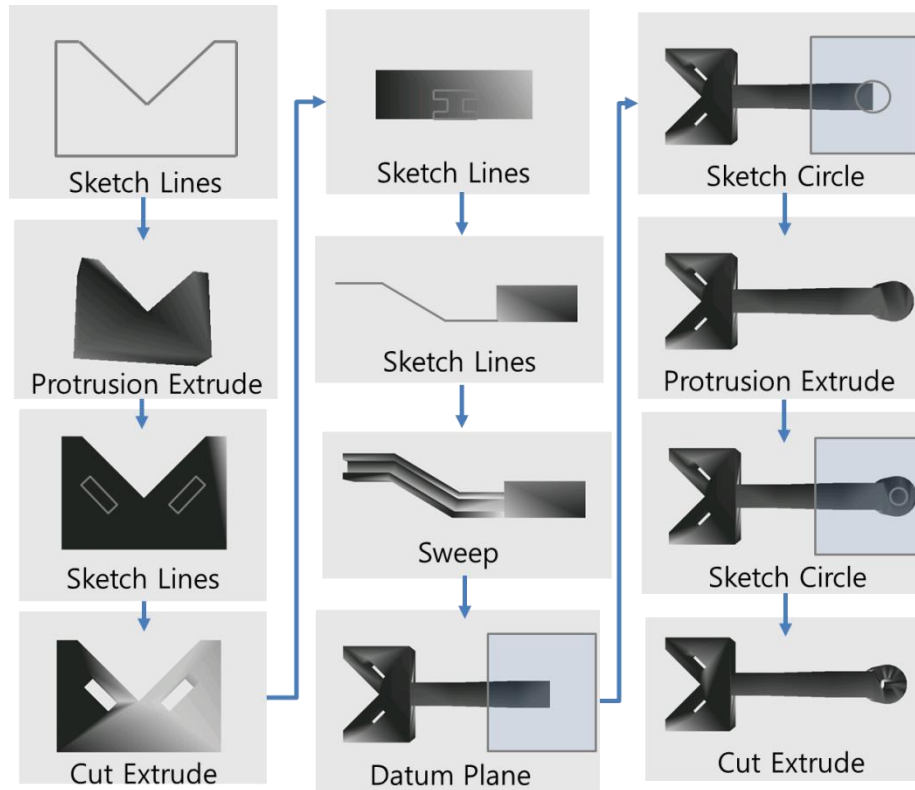 Sketch Lines
Protrusion Extrude
Sketch Lines
Cut Extrude
Sketch Lines
Sketch Lines
Sweep
Datum Plane
Sketch Circle
Protrusion Extrude
Sketch Circle
Cut Extrude